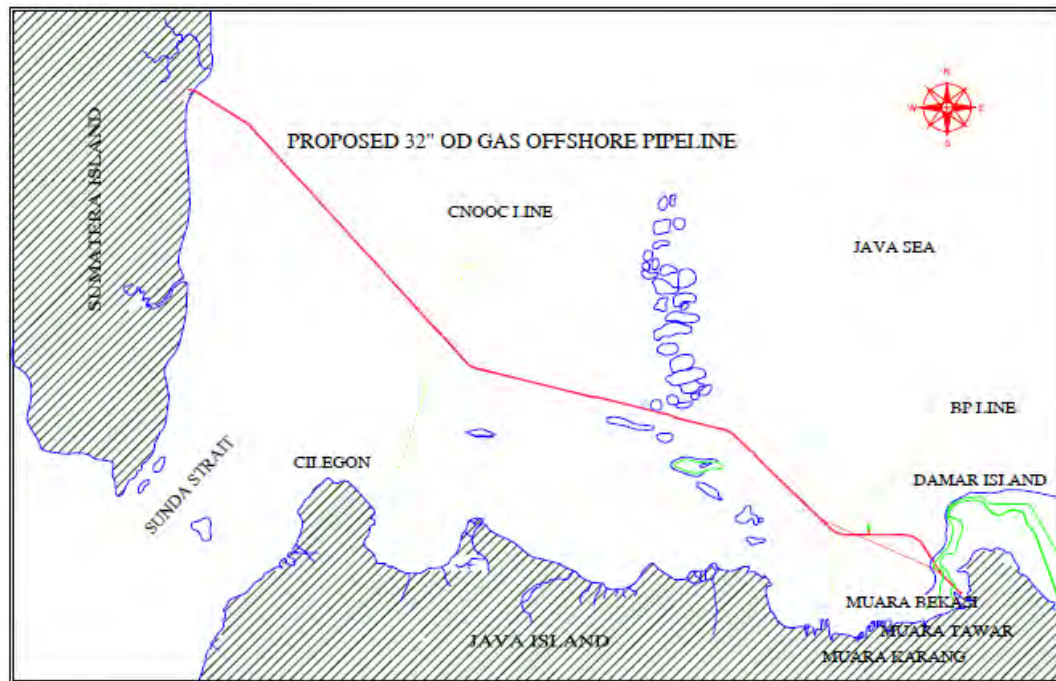 N
W E
S
PROPOSED 32" OD GAS OFFSHORE PIPELINE
SUMATERA ISLAND
CNOOC LINE
JAVA SEA
BP LINE
SUNDA STRAIT
CILEGON
DAMAR ISLAND
MUARA BEKASI
MUARA TAWAR
JAVA ISLAND
MUARA KARANG